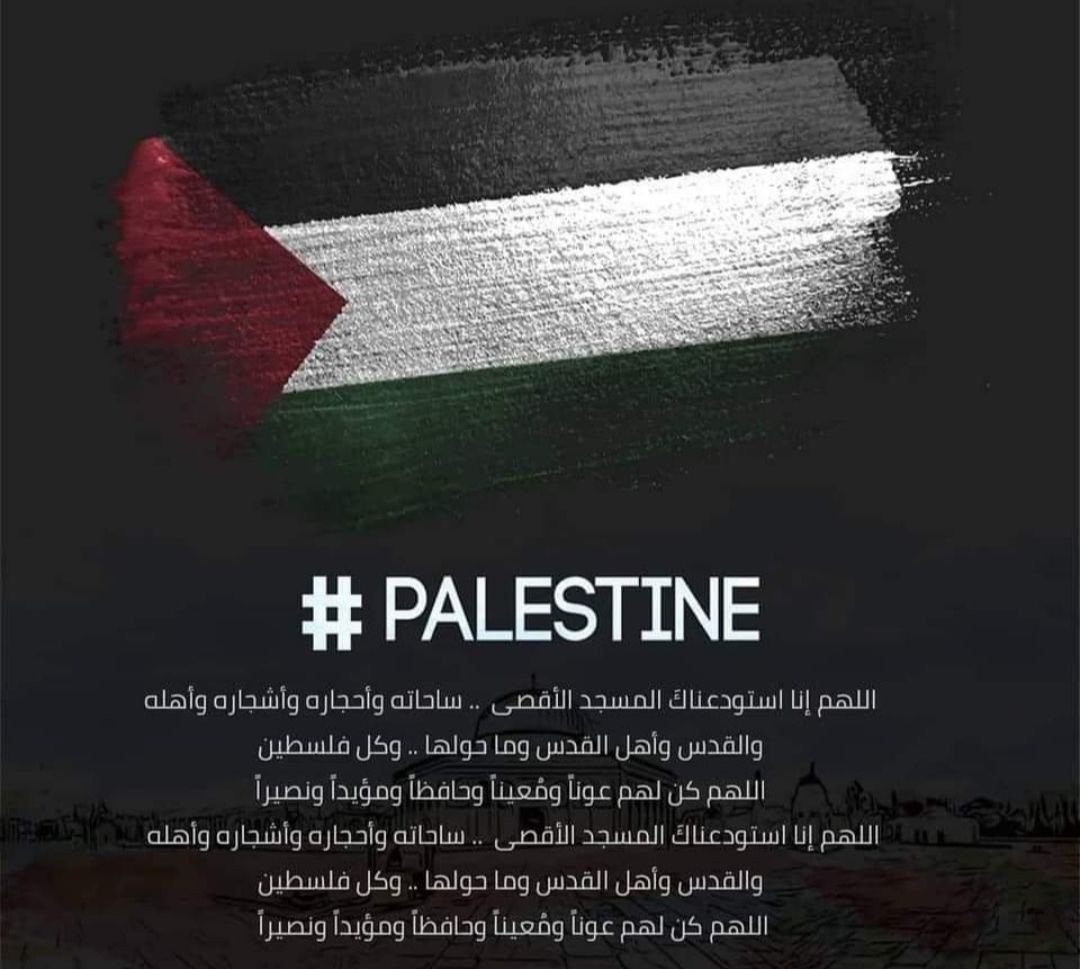 # PALESTINE
اللهم إنا استودعناكَ المسجد الأقصى .. ساحاته وأحجاره وأشجاره وأهله
والقدس وأهل القدس وما حولها .. وكل فلسطين
اللهم كن لهم عوناً ومُعيناً وحافظاً ومؤيداً ونصيراً
اللهم إنا استودعناكَ المسجد الأقصى .. ساحاته وأحجاره وأشجاره وأهله
والقدس وأهل القدس وما حولها .. وكل فلسطين
اللهم كن لهم عوناً ومُعيناً وحافظاً ومؤيداً ونصيراً